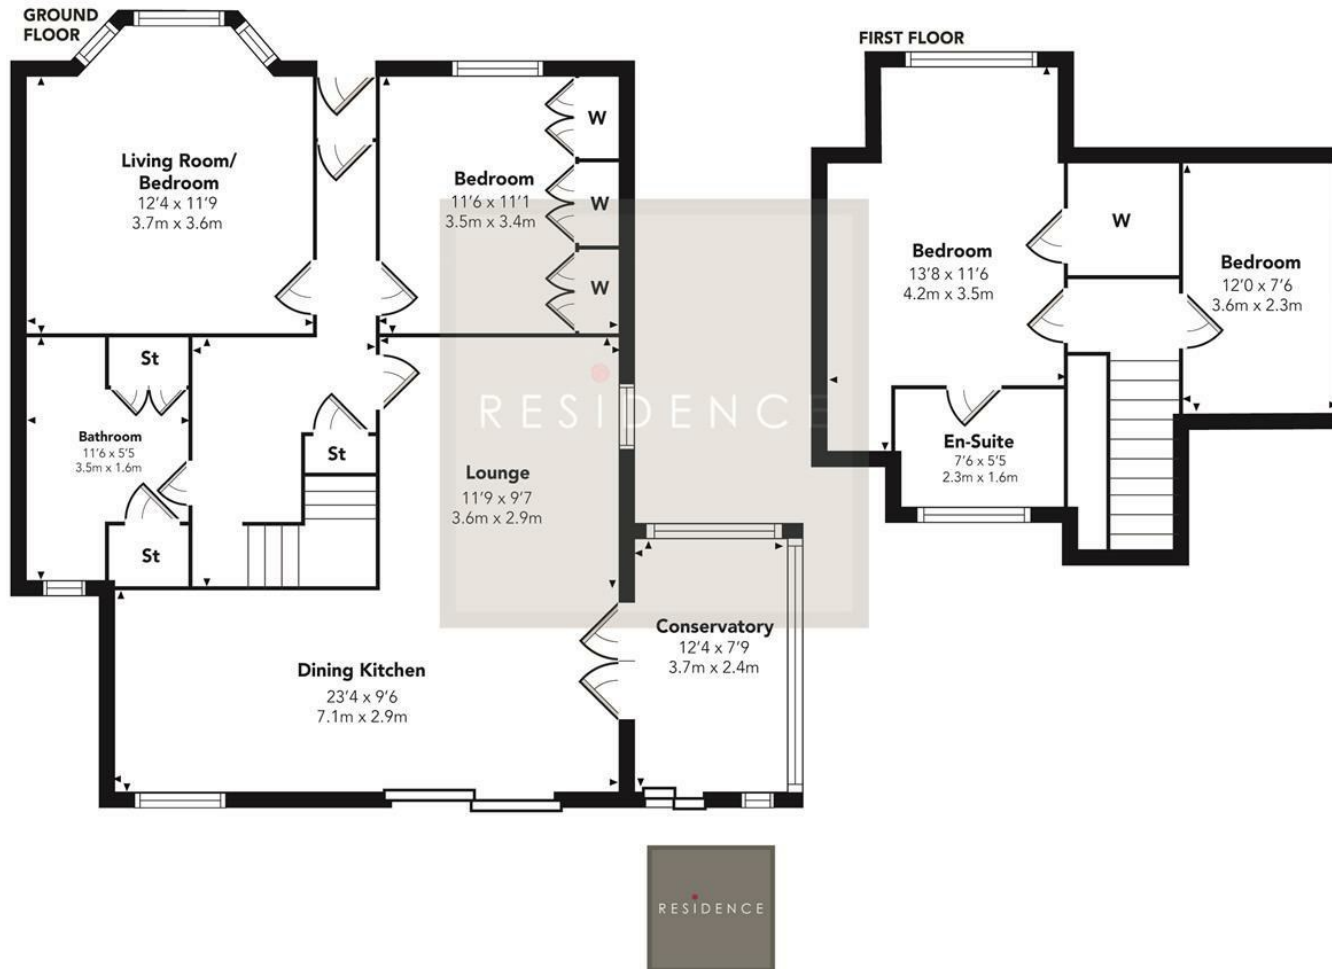 GROUND
FLOOR
Living Room/
Bedroom
12'4 x 11'9
3.7m x 3.6m
Bedroom
11'6 x 11'1
3.5m x 3.4m
W
W
W
St
Bathroom
11'6 x 5'5
3.5m x 1.6m
St
St
Lounge
11'9 x 9'7
3.6m x 2.9m
Dining Kitchen
23'4 x 9'6
7.1m x 2.9m
Conservatory
12'4 x 7'9
3.7m x 2.4m
FIRST FLOOR
Bedroom
13'8 x 11'6
4.2m x 3.5m
W
Bedroom
12'0 x 7'6
3.6m x 2.3m
En-Suite
7'6 x 5'5
2.3m x 1.6m
RESIDENCE
RESIDENCE